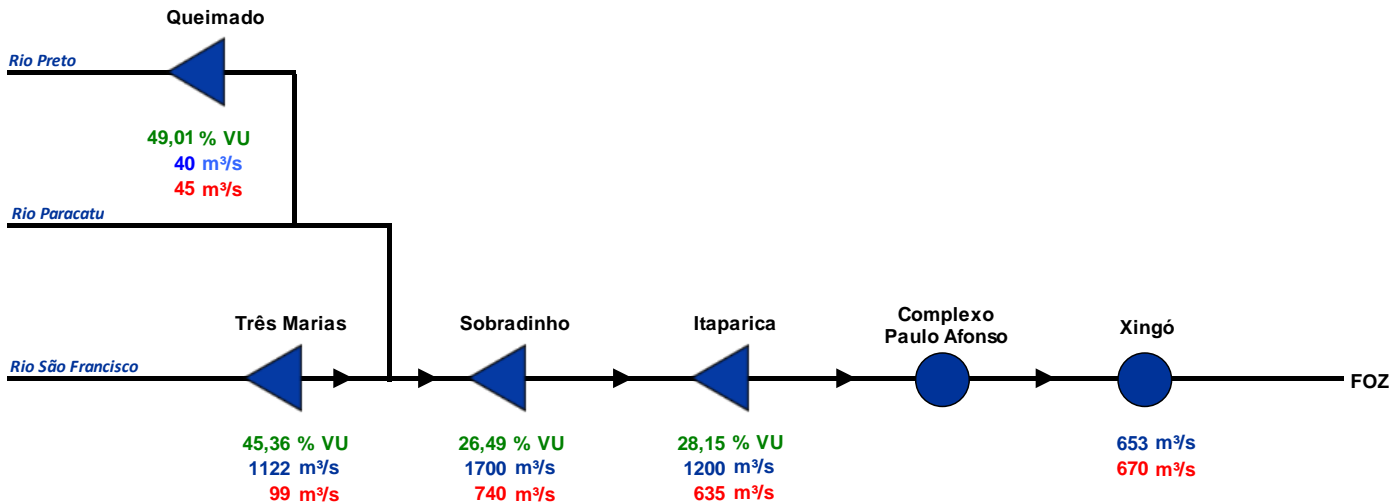 Queimado
Rio Preto
49,01 % VU
40 m³/s
45 m³/s
Rio Paracatu
Três Marias
Sobradinho
Itaparica
Complexo
Paulo Afonso
Xingó
Rio São Francisco
FOZ
45,36 % VU
1122 m³/s
99 m³/s
26,49 % VU
1700 m³/s
740 m³/s
28,15 % VU
1200 m³/s
635 m³/s
653 m³/s
670 m³/s